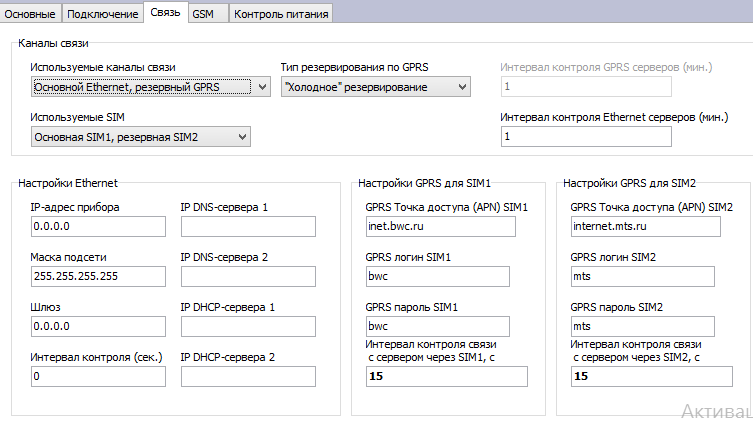 Основные Подключение Связь GSM Контроль питания
Каналы связи
Используемые каналы связи Тип резервирования по GPRS Интервал контроля GPRS серверов (мин.)
Основной Ethernet, резервный GPRS "Холодное" резервирование 1
Используемые SIM Интервал контроля Ethernet серверов (мин.)
Основная SIM1, резервная SIM2 1
Настройки Ethernet Настройки GPRS для SIM1 Настройки GPRS для SIM2
IP-адрес прибора IP DNS-сервера 1 GPRS Точка доступа (APN) SIM1 GPRS Точка доступа (APN) SIM2
0.0.0.0 inet.bwc.ru internet.mts.ru
Маска подсети IP DNS-сервера 2 GPRS логин SIM1 GPRS логин SIM2
255.255.255.255 bwc mts
Шлюз IP DHCP-сервера 1 GPRS пароль SIM1 GPRS пароль SIM2
0.0.0.0 bwc mts
Интервал контроля (сек.) IP DHCP-сервера 2 Интервал контроля связи Интервал контроля связи
с сервером через SIM1, с с сервером через SIM2, с
0 15 15
Активац